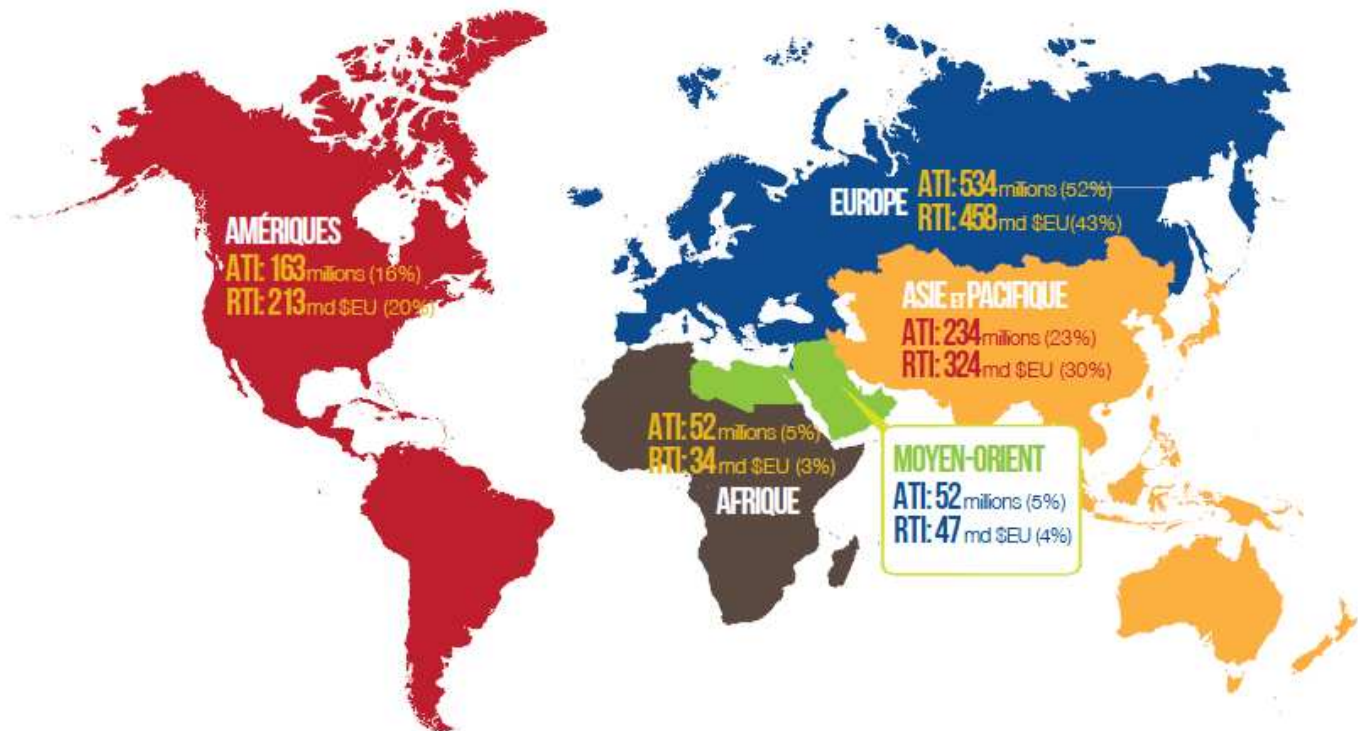 AMÉRIQUES
ATI: 163 millions (16%)
RTI: 213 md $EU (20%)
EUROPE
ATI: 534 millions (52%)
RTI: 458 md $EU(43%)
ASIE ET PACIFIQUE
ATI: 234 millions (23%)
RTI: 324 md $EU (30%)
ATI: 52 millions (5%)
RTI: 34 md $EU (3%)
AFRIQUE
MOYEN-ORIENT
ATI: 52 millions (5%)
RTI: 47 md $EU (4%)